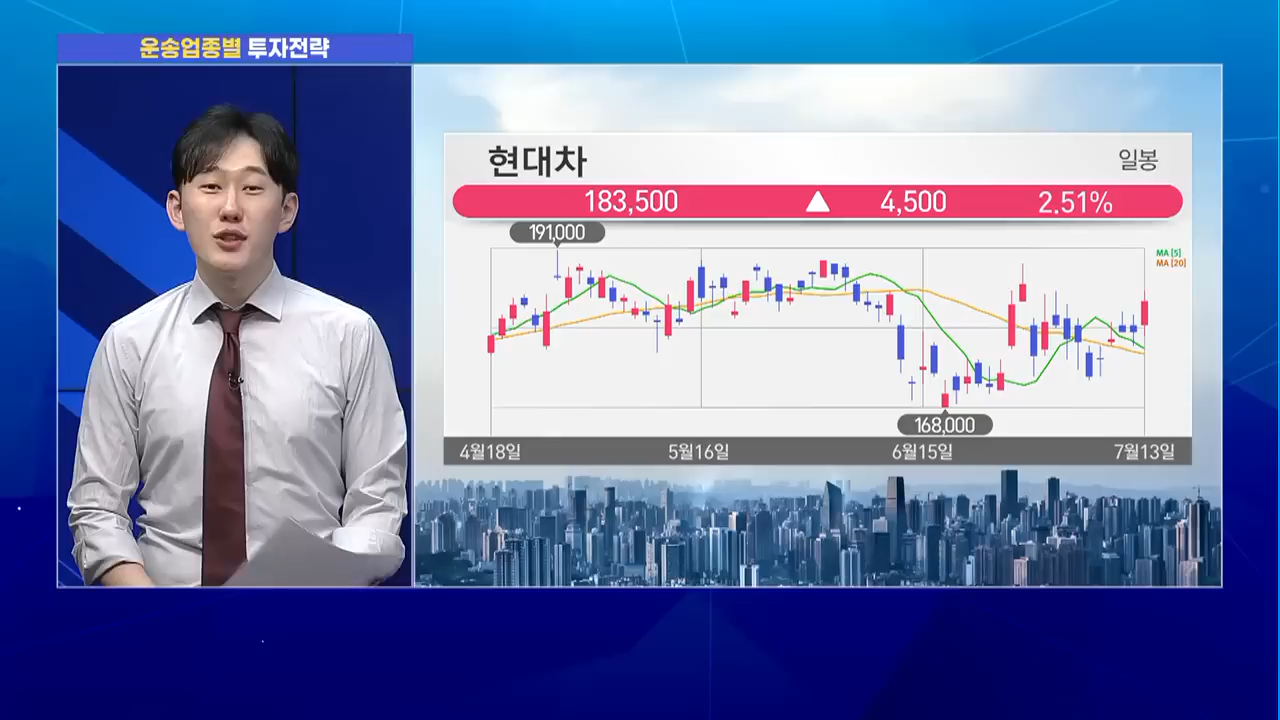 운송업종별 투자전략
현대차 일봉
183,500 ▲ 4,500 2.51%
191,000
MA [5]
MA [20]
168,000
4월18일 5월16일 6월15일 7월13일